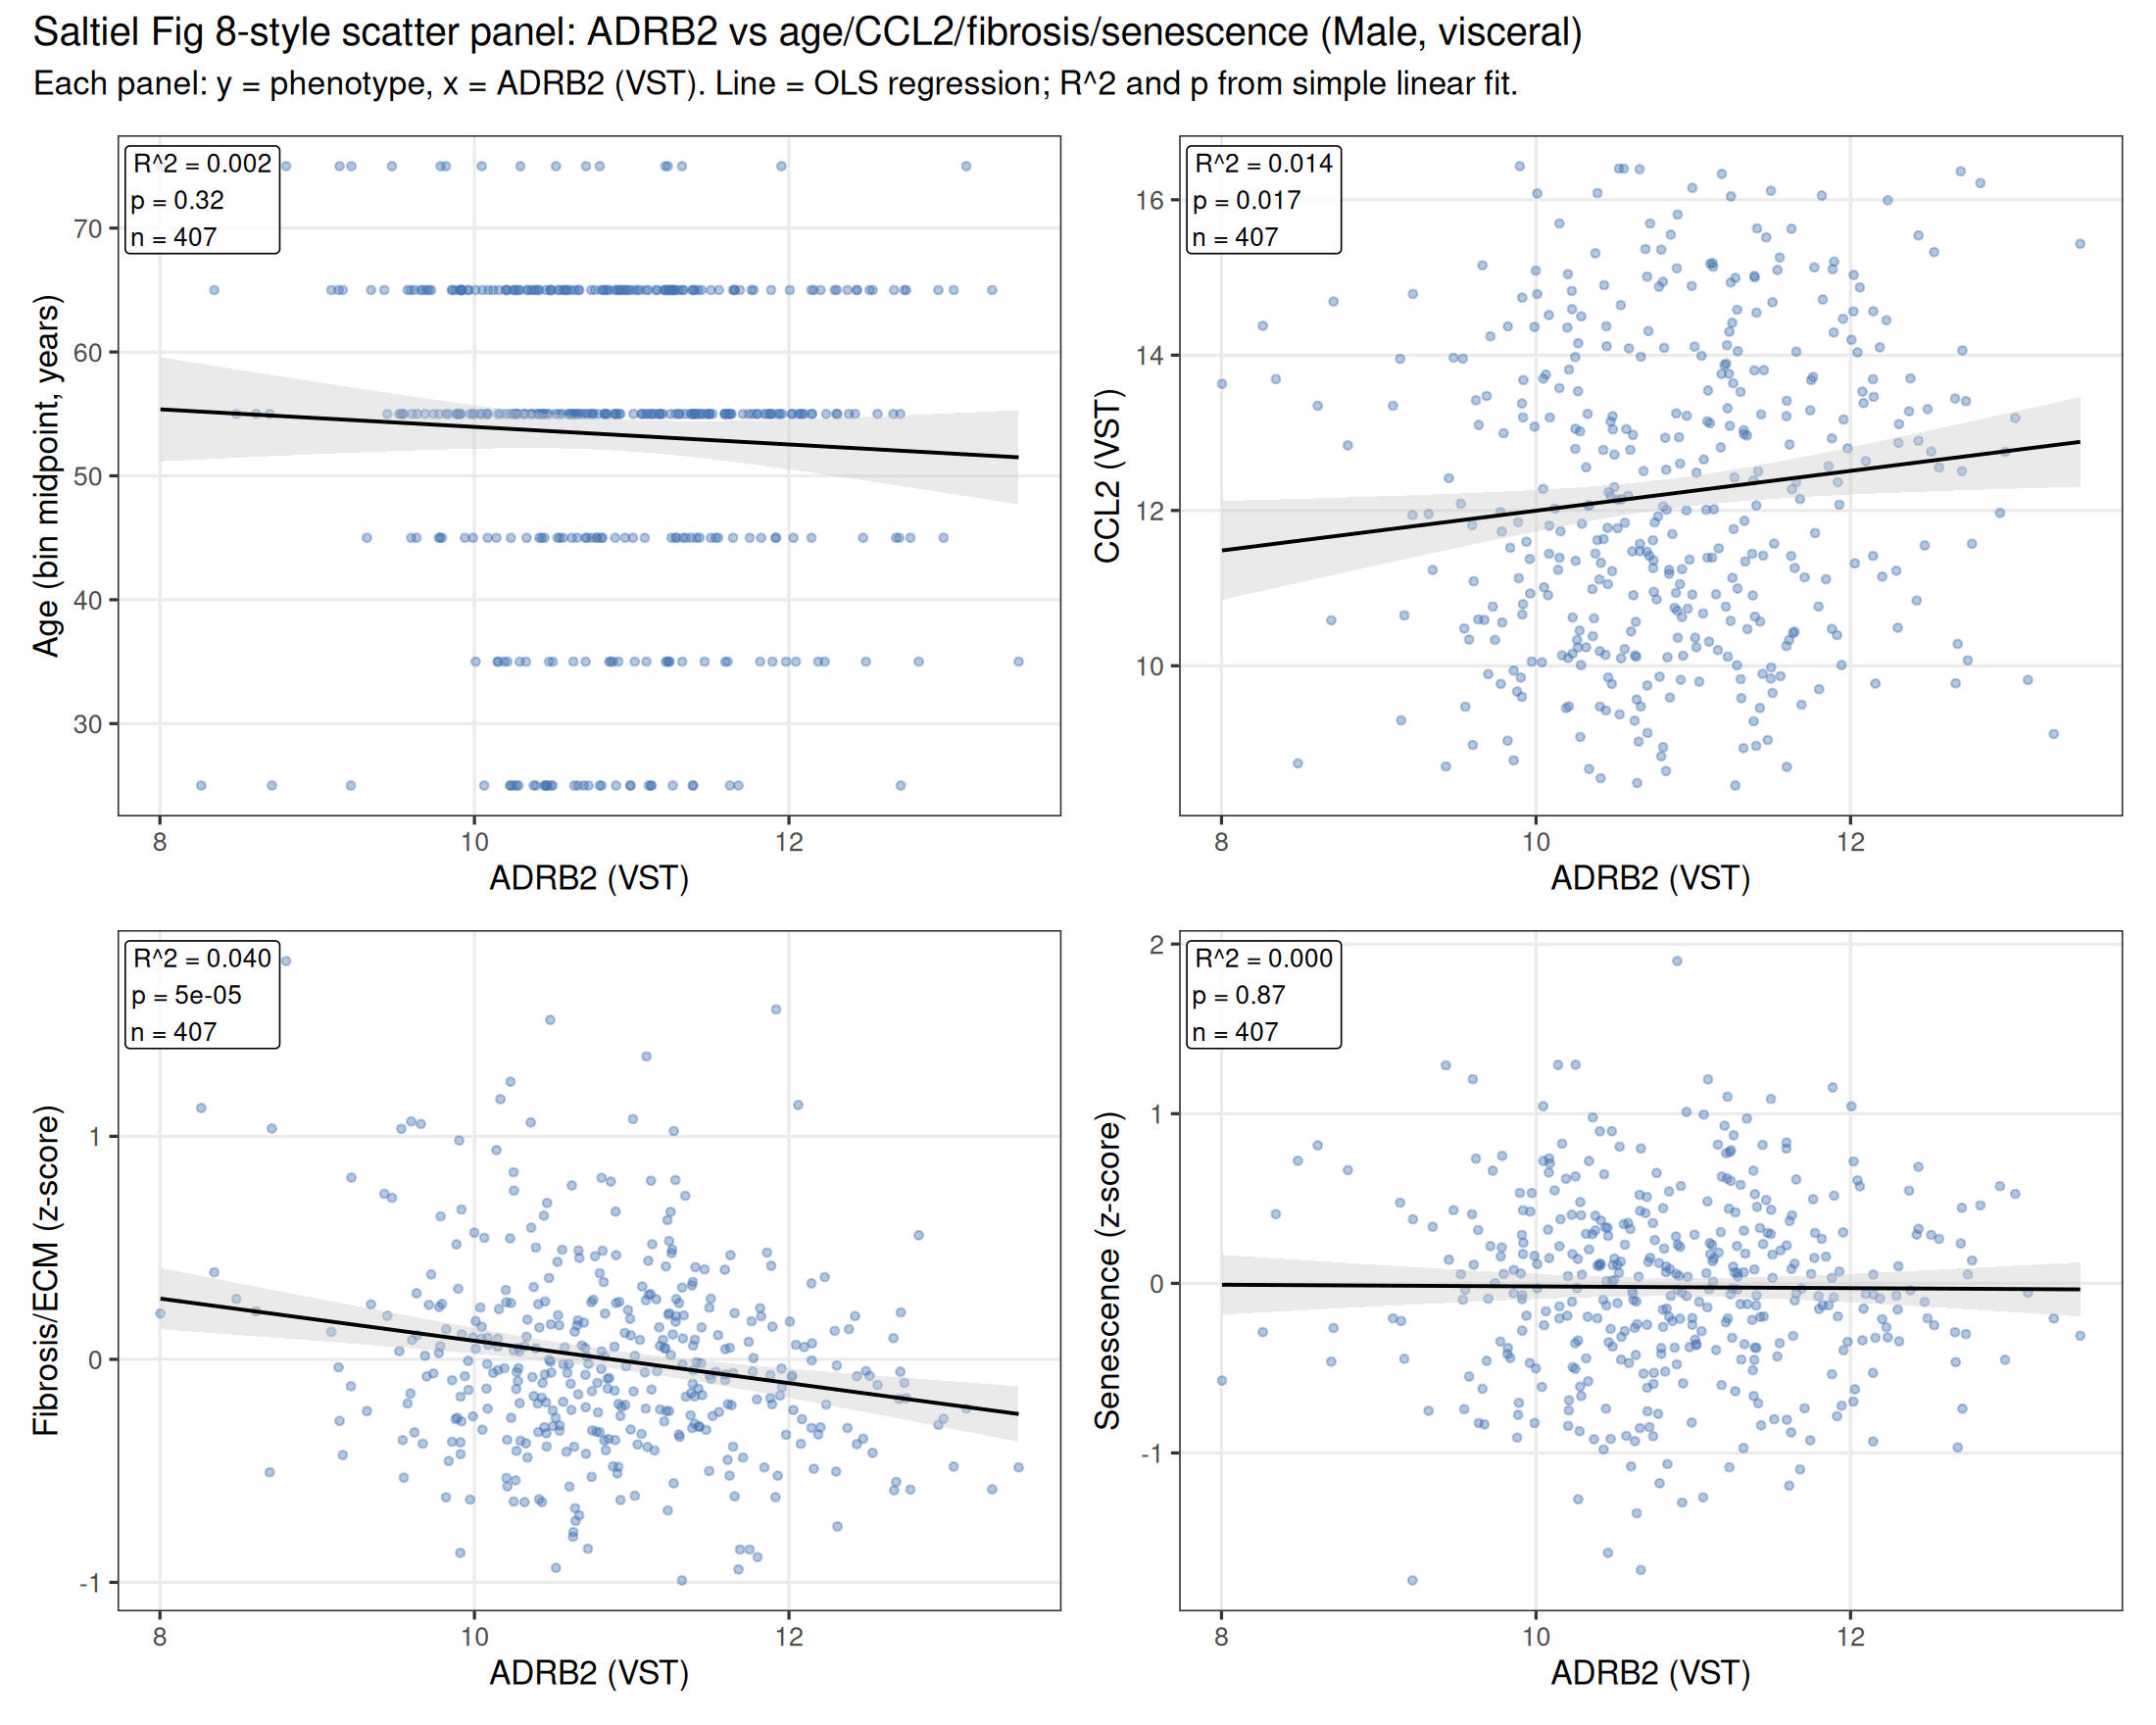 Saltiel Fig 8-style scatter panel: ADRB2 vs age/CCL2/fibrosis/senescence (Male, visceral)
Each panel: y = phenotype, x = ADRB2 (VST). Line = OLS regression; R^2 and p from simple linear fit.
R^2 = 0.002
p = 0.32
n = 407
70
60
50
40
30
Age (bin midpoint, years)
8
10
12
ADRB2 (VST)
R^2 = 0.014
p = 0.017
n = 407
16
14
12
10
CCL2 (VST)
8
10
12
ADRB2 (VST)
R^2 = 0.040
p = 5e-05
n = 407
1
0
-1
Fibrosis/ECM (z-score)
8
10
12
ADRB2 (VST)
R^2 = 0.000
p = 0.87
n = 407
2
1
0
-1
Senescence (z-score)
8
10
12
ADRB2 (VST)